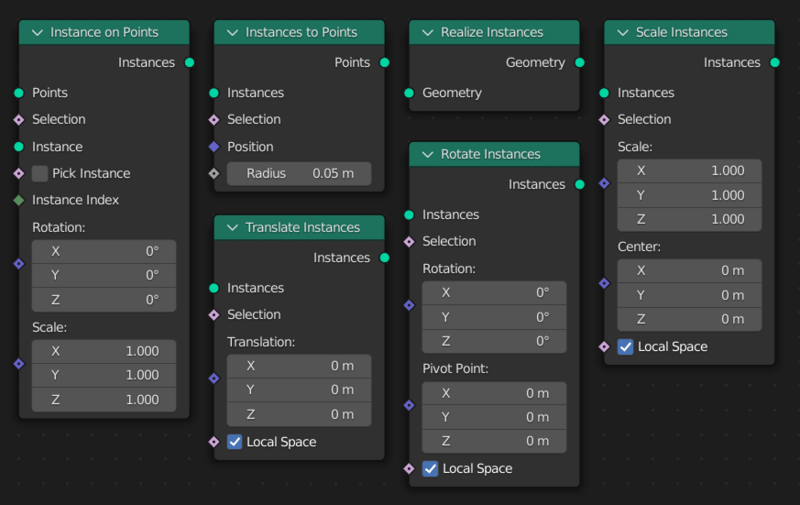 Instance on Points
Instances
Points
Selection
Instance
Pick Instance
Instance Index
Rotation:
X 0°
Y 0°
Z 0°
Scale:
X 1.000
Y 1.000
Z 1.000
Instances to Points
Points
Instances
Selection
Position
Radius 0.05 m
Translate Instances
Instances
Instances
Selection
Translation:
X 0 m
Y 0 m
Z 0 m
Local Space
Realize Instances
Geometry
Geometry
Rotate Instances
Instances
Instances
Selection
Rotation:
X 0°
Y 0°
Z 0°
Pivot Point:
X 0 m
Y 0 m
Z 0 m
Local Space
Scale Instances
Instances
Instances
Selection
Scale:
X 1.000
Y 1.000
Z 1.000
Center:
X 0 m
Y 0 m
Z 0 m
Local Space